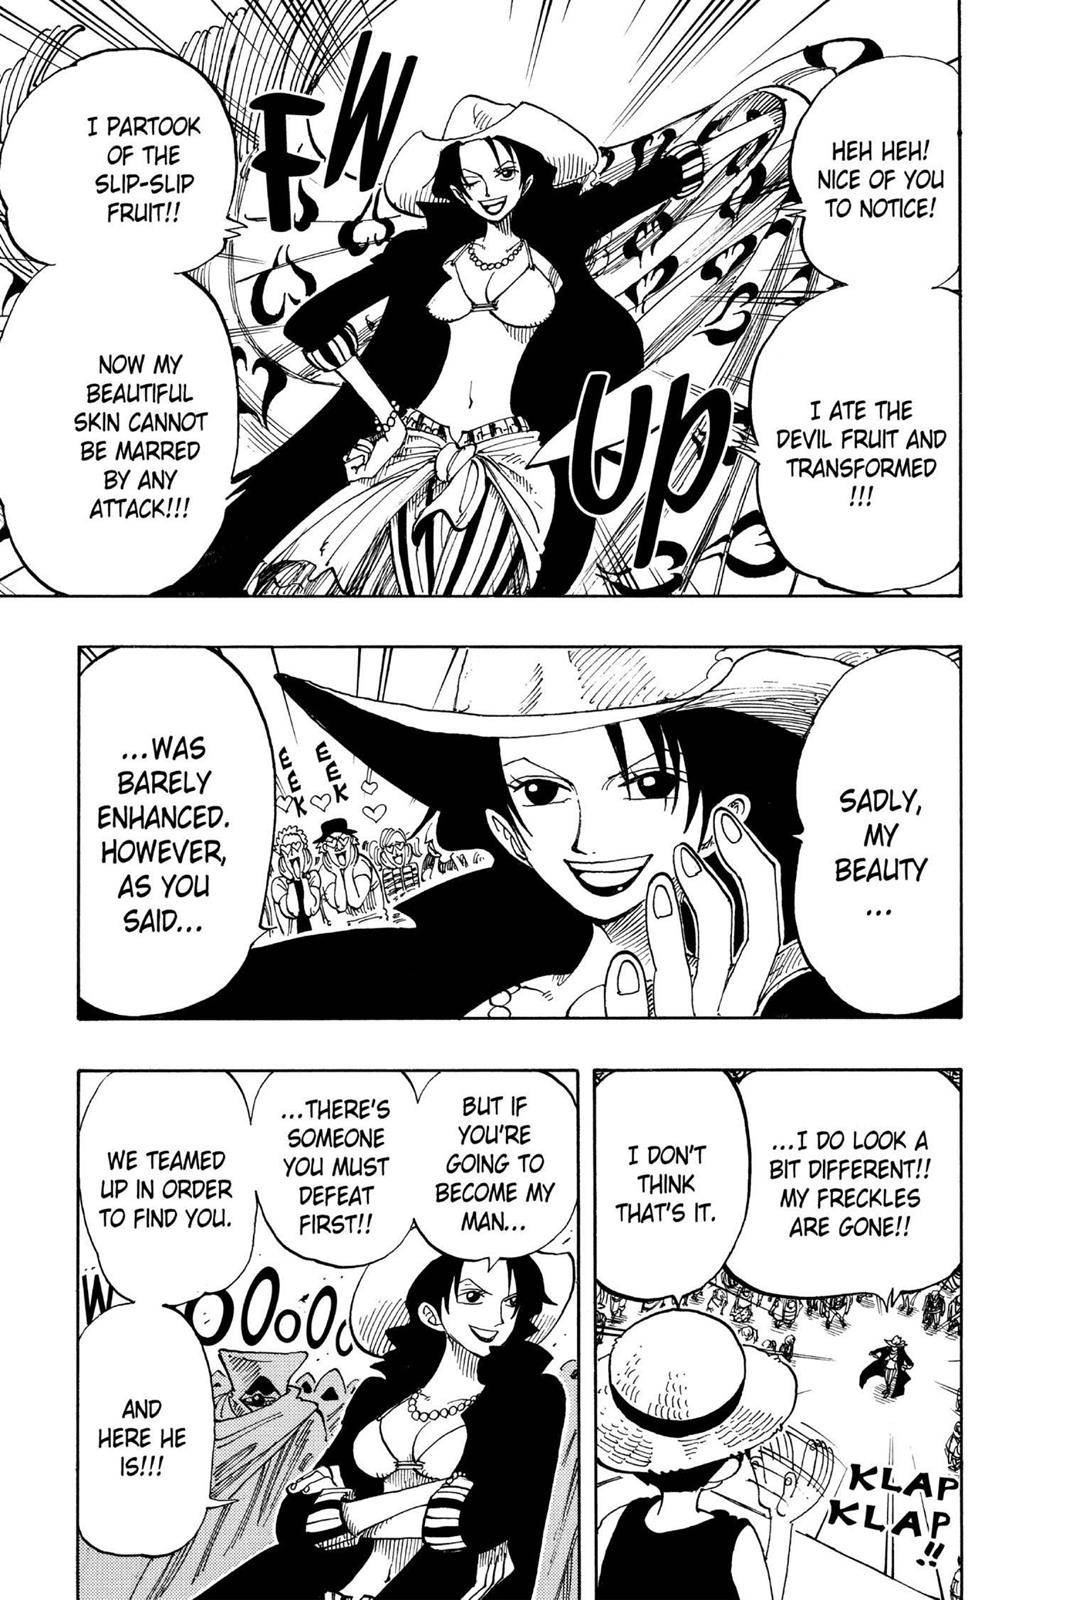 HEH HEH!
NICE OF YOU
TO NOTICE!
I ATE THE
DEVIL FRUIT AND
TRANSFORMED
!!!
FWUP
I PARTOOK
OF THE
SLIP-SLIP
FRUIT!!
NOW MY
BEAUTIFUL
SKIN CANNOT
BE MARRED
BY ANY
ATTACK!!!
SADLY,
MY
BEAUTY
...
EEK
EEK
...WAS
BARELY
ENHANCED.
HOWEVER,
AS YOU
SAID...
...I DO LOOK A
BIT DIFFERENT!!
MY FRECKLES
ARE GONE!!
I DON'T
THINK
THAT'S IT.
KLAP
KLAP
!!
BUT IF
YOU'RE
GOING TO
BECOME MY
MAN...
...THERE'S
SOMEONE
YOU MUST
DEFEAT
FIRST!!
WE TEAMED
UP IN ORDER
TO FIND YOU.
AND
HERE HE
IS!!!